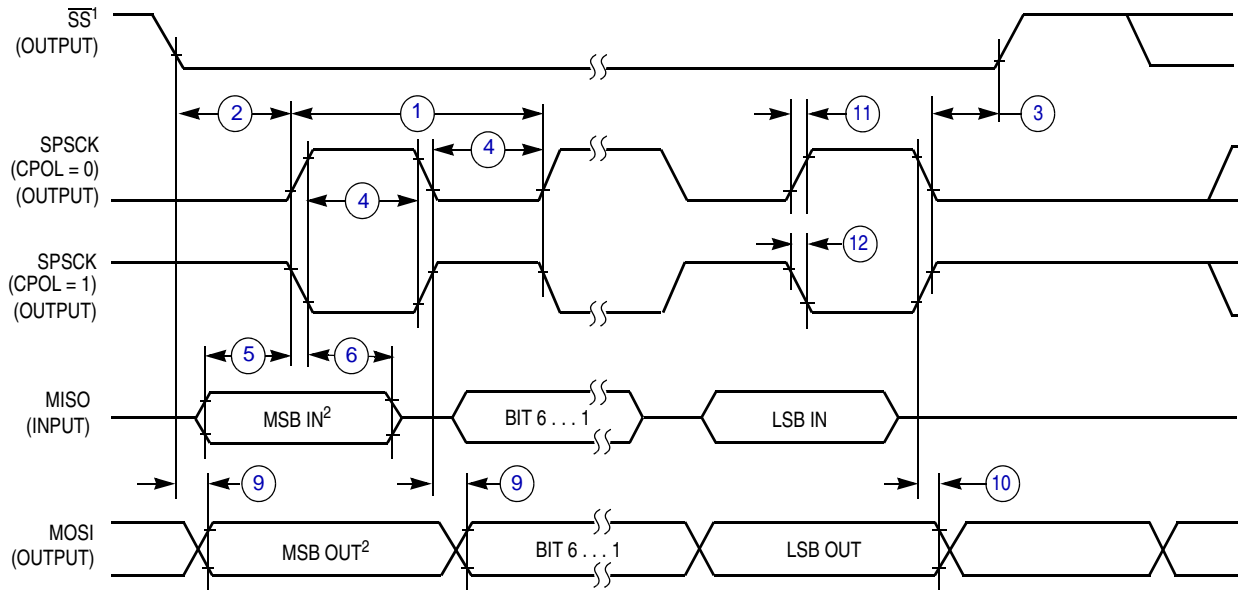 SS¹
(OUTPUT)
2
1
11
3
SPSCK
(CPOL = 0)
(OUTPUT)
4
4
12
SPSCK
(CPOL = 1)
(OUTPUT)
5
6
MISO
(INPUT)
MSB IN²
BIT 6 . . . 1
LSB IN
9
9
10
MOSI
(OUTPUT)
MSB OUT²
BIT 6 . . . 1
LSB OUT